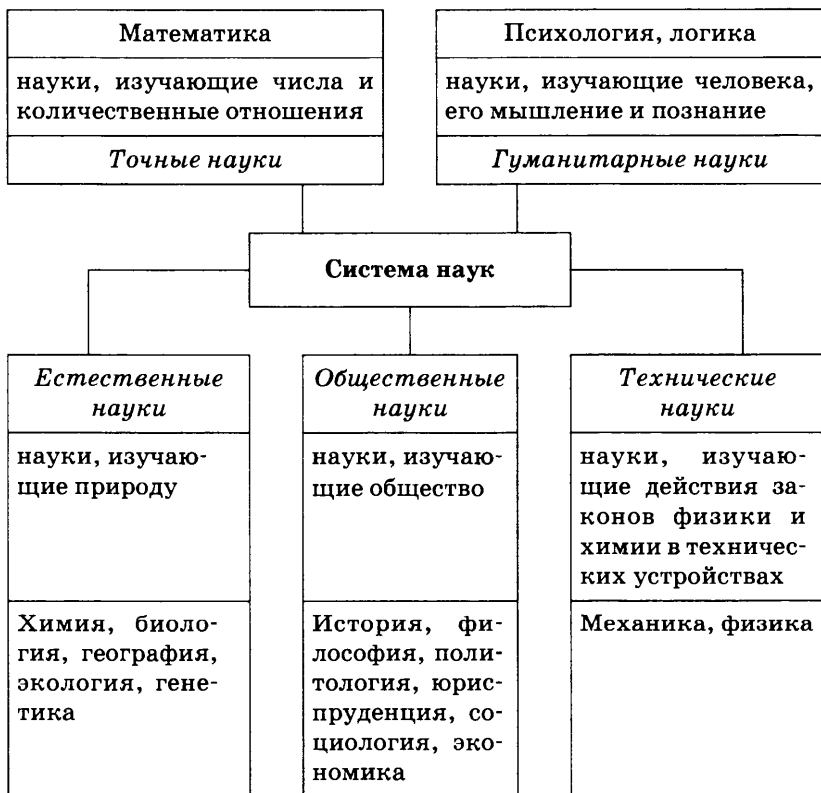 Математика
науки, изучающие числа и
количественные отношения
Точные науки
Психология, логика
науки, изучающие человека,
его мышление и познание
Гуманитарные науки
Система наук
Естественные
науки
науки, изучаю-
щие природу
Химия, биоло-
гия, география,
экология, гене-
тика
Общественные
науки
науки, изучаю-
щие общество
История, фи-
лософия, поли-
тология, юрис-
пруденция, со-
циология, эко-
номика
Технические
науки
науки, изучаю-
щие действия за-
конов физики и
химии в техничес-
ких устройствах
Механика, физика